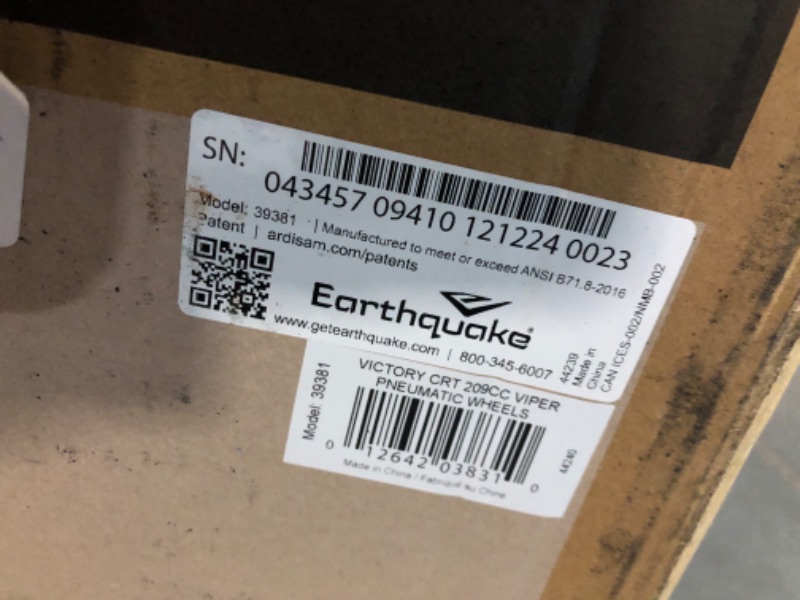 SN:
043457 09410 121224 0023
Model: 39381 | Manufactured to meet or exceed ANSI B71.8-2016
Patent | ardisam.com/patents
Earthquake®
www.getearthquake.com | 800-345-6007
44239
Made in
China
CAN ICES-002/NMB-002
Model: 39381
VICTORY CRT 209CC VIPER
PNEUMATIC WHEELS
0 12642 03831 0
Made in China / Fabriqué au Chine
44240